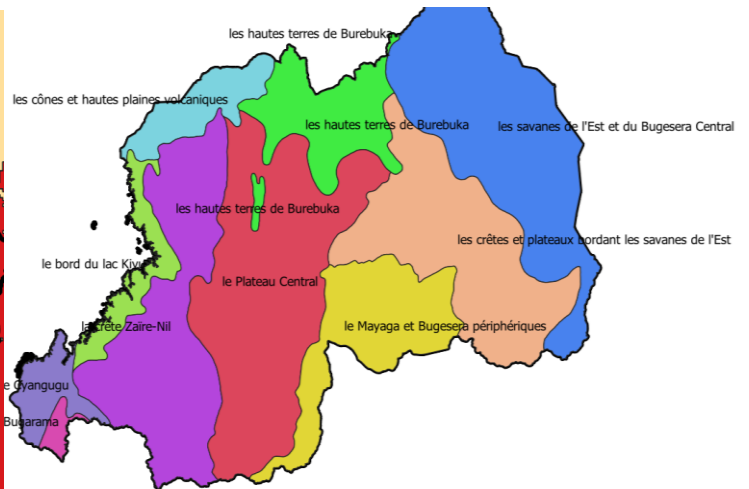 les hautes terres de Burebuka
les cônes et hautes plaines volcaniques
les hautes terres de Burebuka
les savanes de l'Est et du Bugesera Central
les hautes terres de Burebuka
les crêtes et plateaux bordant les savanes de l'Est
le bord du lac Kivu
le Plateau Central
la crête Zaïre-Nil
le Mayaga et Bugesera périphériques
e Cyangugu
Bugarama